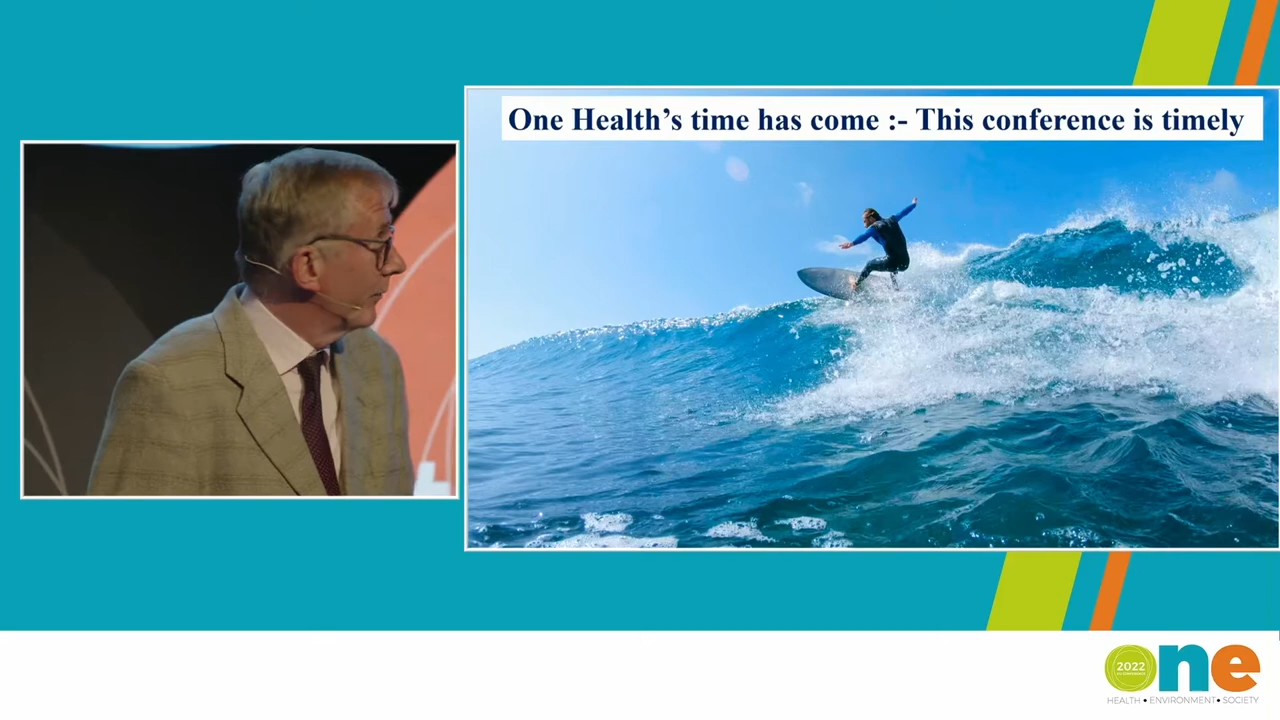 One Health's time has come :- This conference is timely
2022
one
HEALTH • ENVIRONMENT • SOCIETY